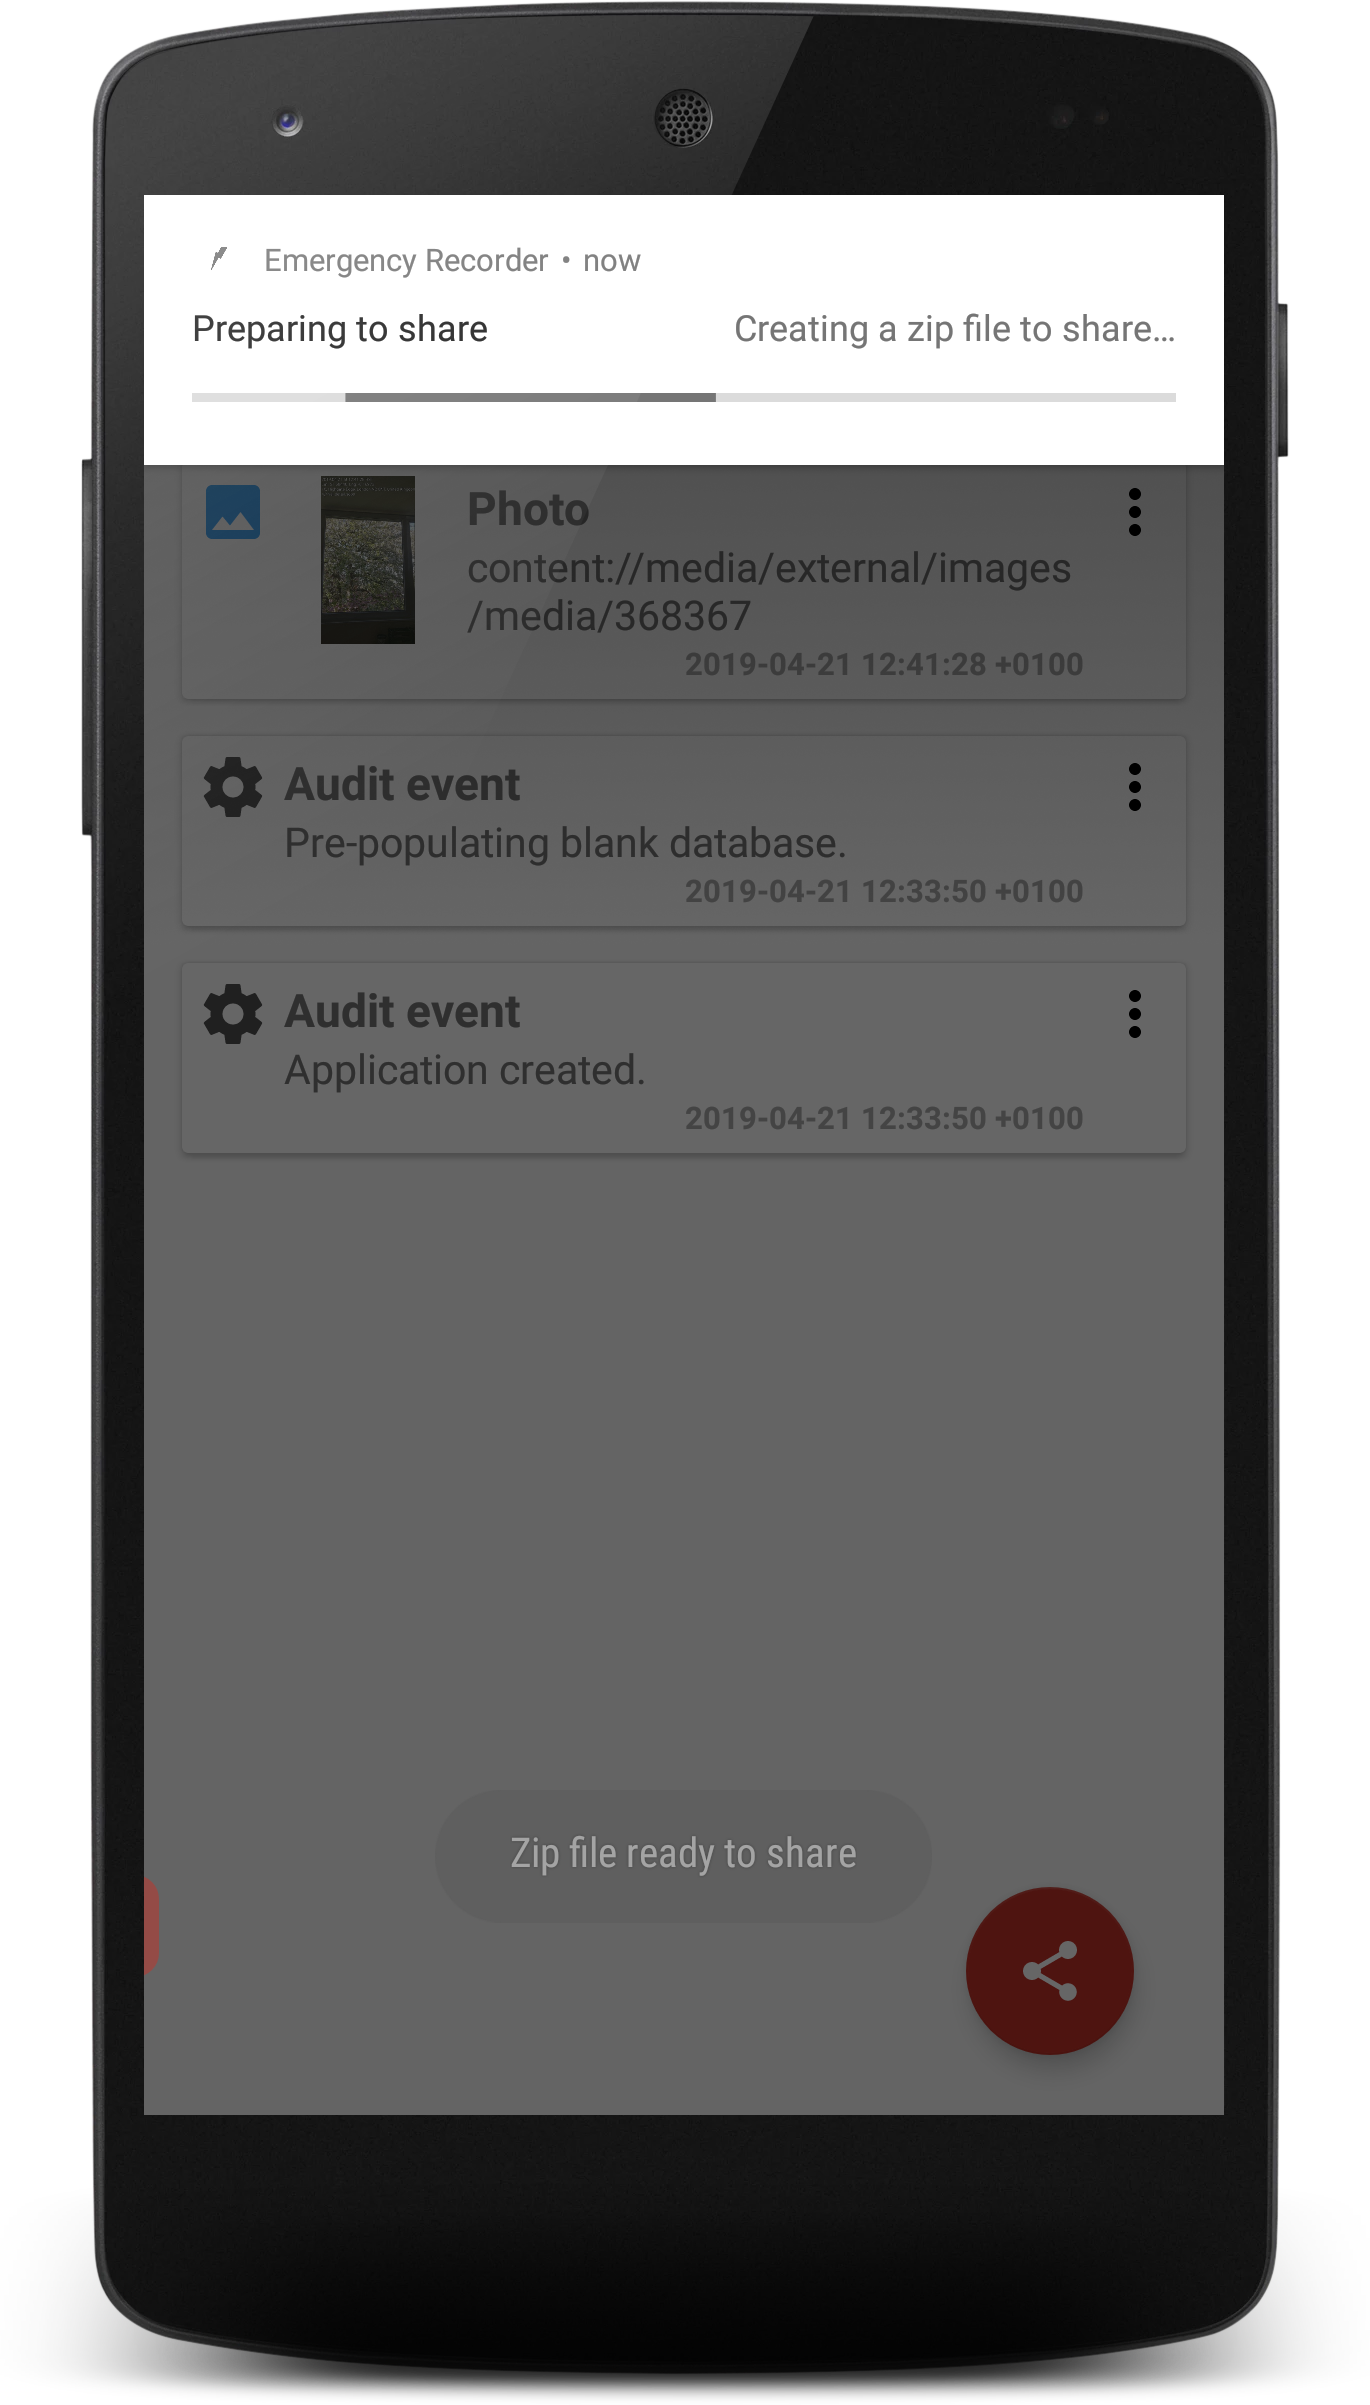 Emergency Recorder • now
Preparing to share
Creating a zip file to share…
Photo
content://media/external/images
/media/368367
2019-04-21 12:41:28 +0100
Audit event
Pre-populating blank database.
2019-04-21 12:33:50 +0100
Audit event
Application created.
2019-04-21 12:33:50 +0100
Zip file ready to share